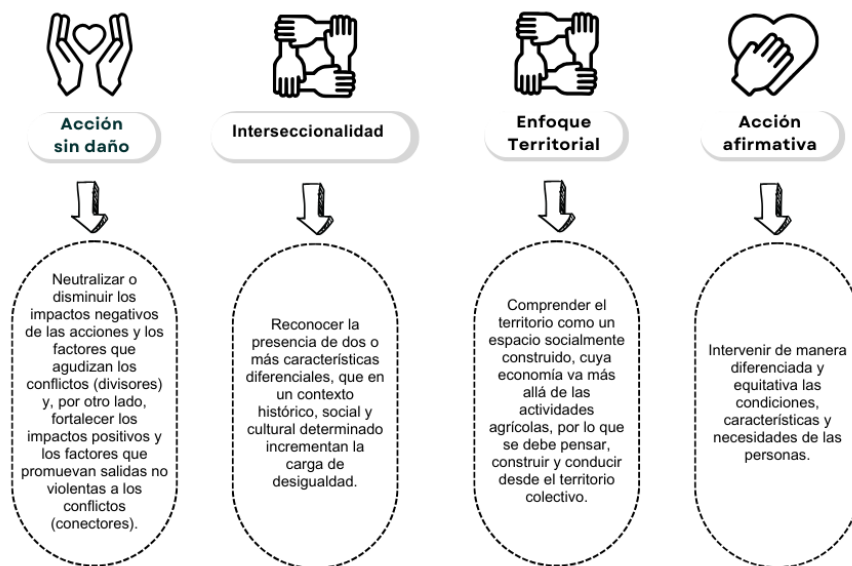 Acción
sin daño
Interseccionalidad
Enfoque
Territorial
Acción
afirmativa
Neutralizar o
disminuir los
impactos negativos
de las acciones y los
factores que
agudizan los
conflictos (divisores)
y, por otro lado,
fortalecer los
impactos positivos y
los factores que
promuevan salidas no
violentas a los
conflictos
(conectores).
Reconocer la
presencia de dos o
más características
diferenciales, que en
un contexto
histórico, social y
cultural determinado
incrementan la
carga de
desigualdad.
Comprender el
territorio como un
espacio socialmente
construido, cuya
economía va más
allá de las
actividades
agrícolas, por lo que
se debe pensar,
construir y conducir
desde el territorio
colectivo.
Intervenir de manera
diferenciada y
equitativa las
condiciones,
características y
necesidades de las
personas.